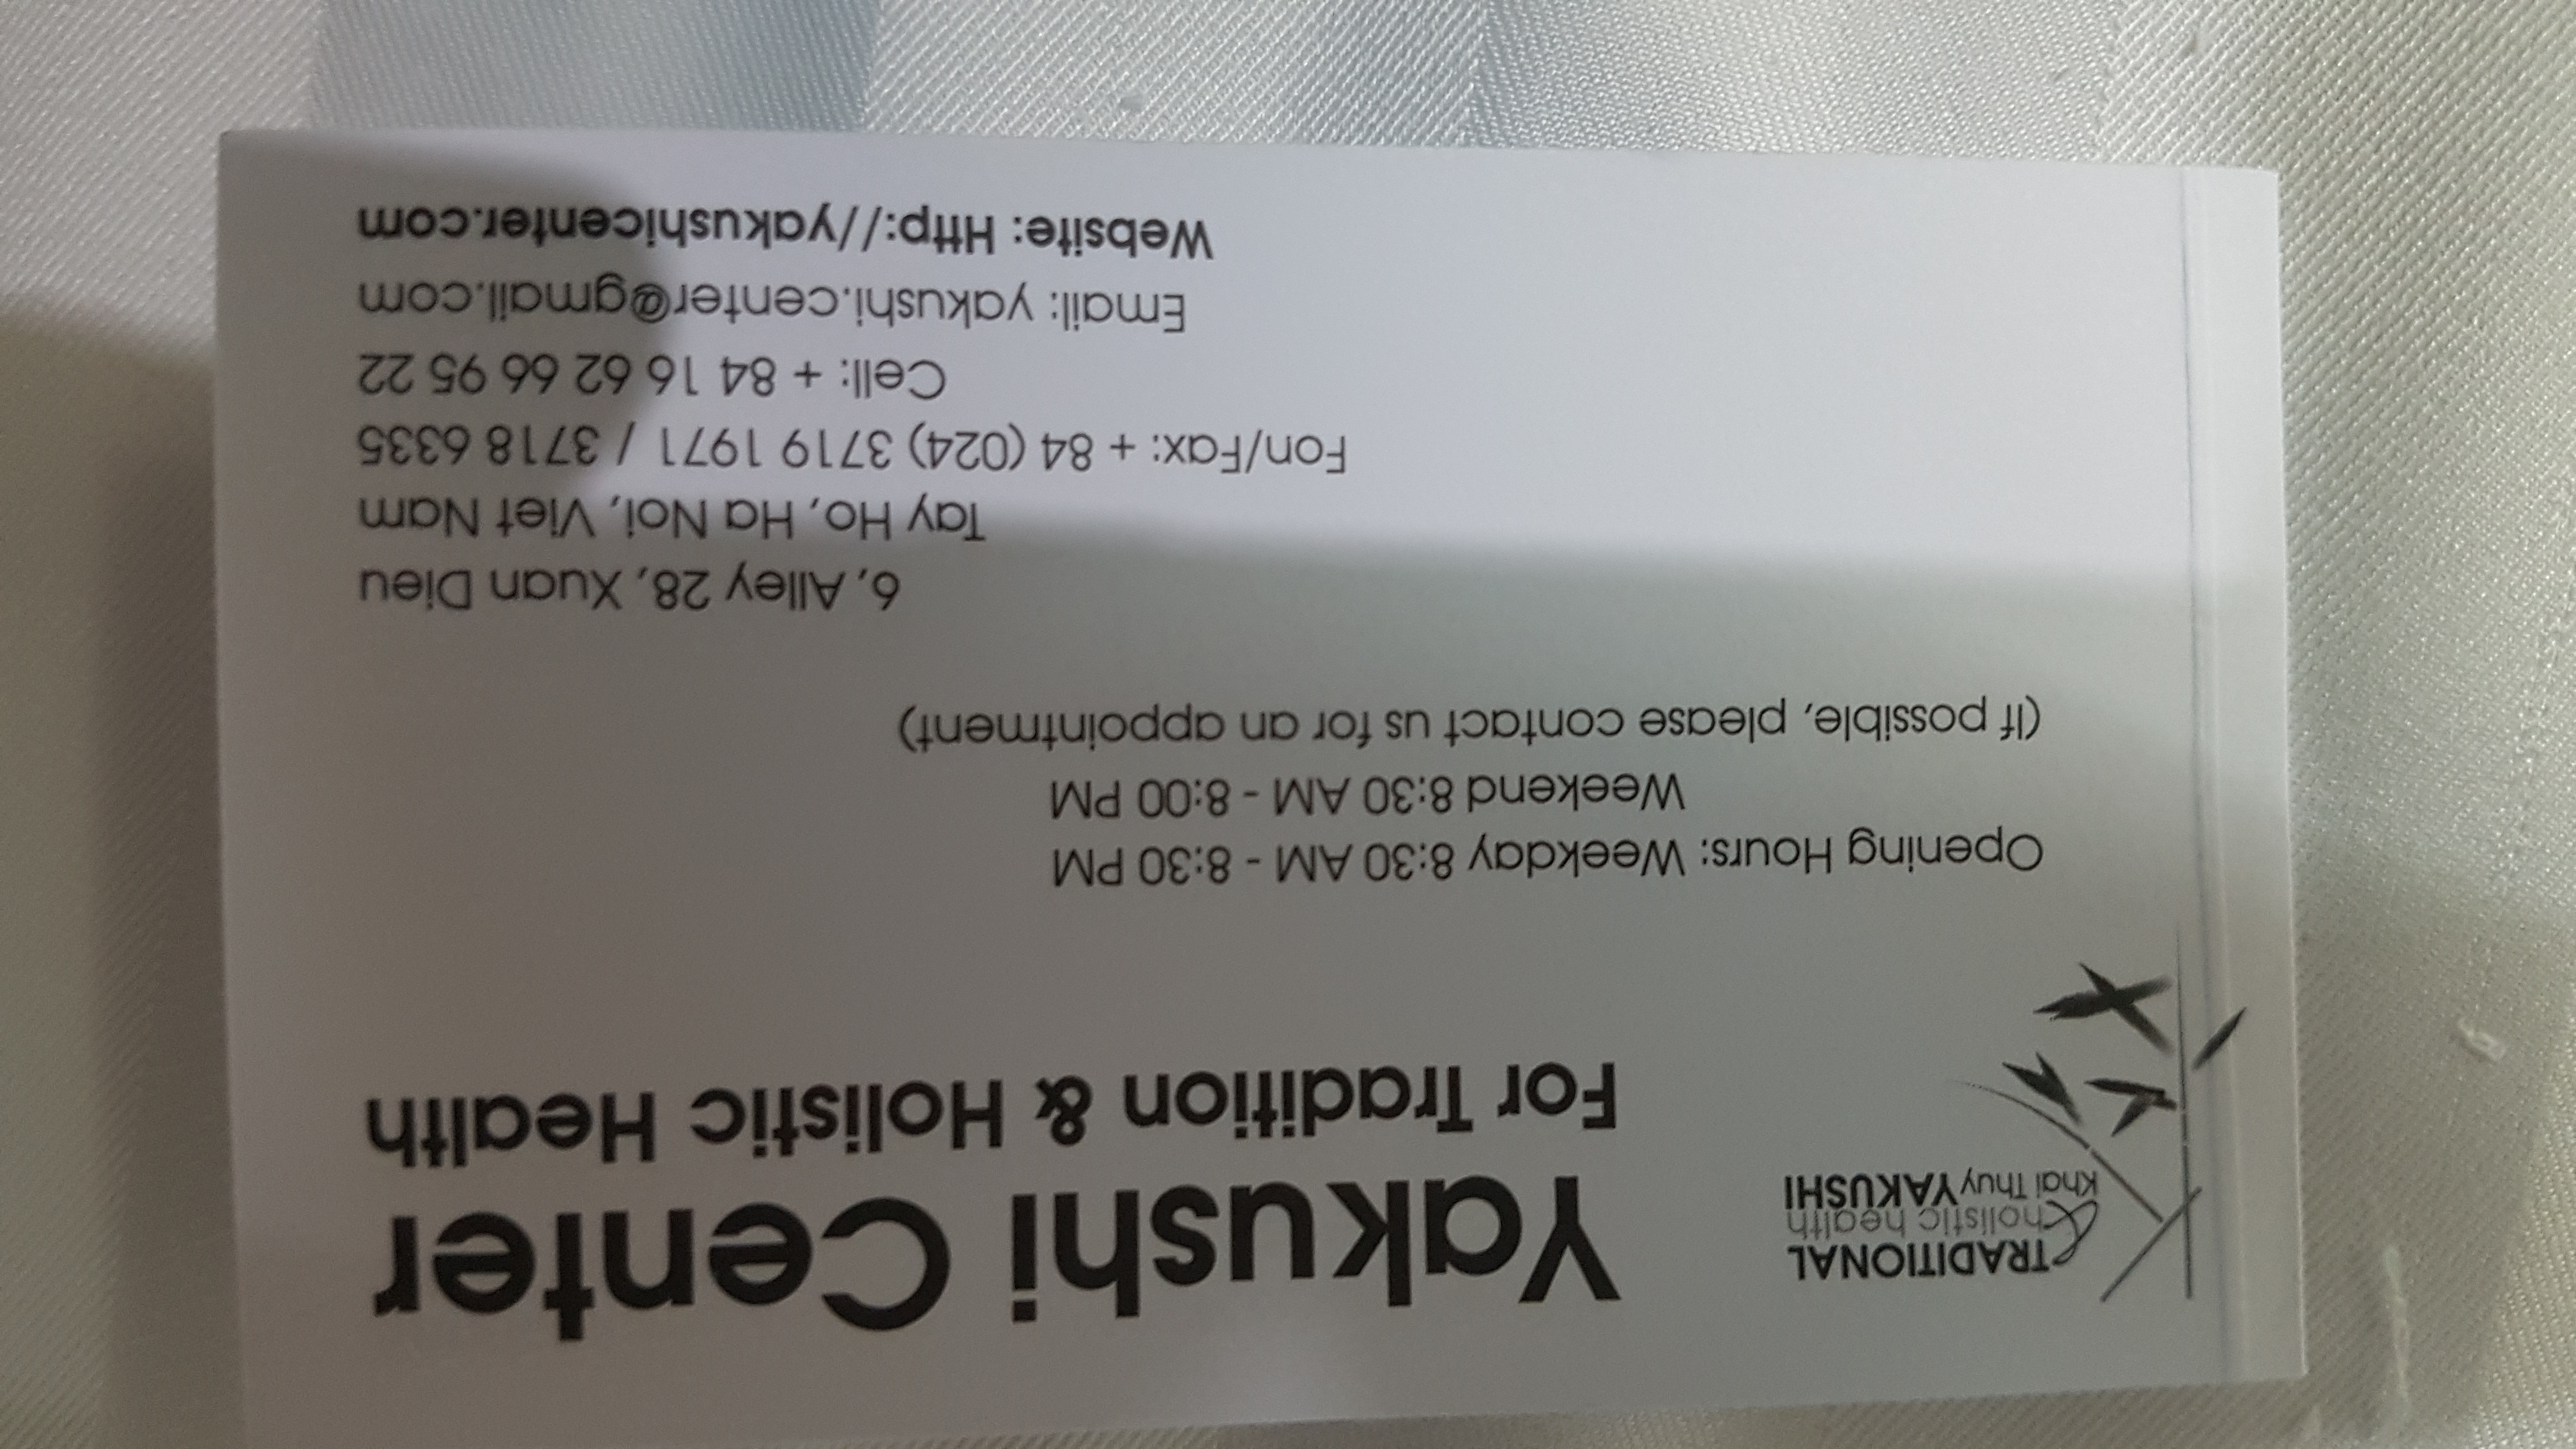 TRADITIONAL
& holistic health
Khai Thuy YAKUSHI
Yakushi Center
For Tradition & Holistic Health
Opening Hours: Weekday 8:30 AM - 8:30 PM
Weekend 8:30 AM - 8:00 PM
(If possible, please contact us for an appointment)
6, Alley 28, Xuan Dieu
Tay Ho, Ha Noi, Viet Nam
Fon/Fax: + 84 (024) 3719 1971 / 3718 6335
Cell: + 84 16 62 66 95 22
Email: yakushi.center@gmail.com
Website: Http://yakushicenter.com